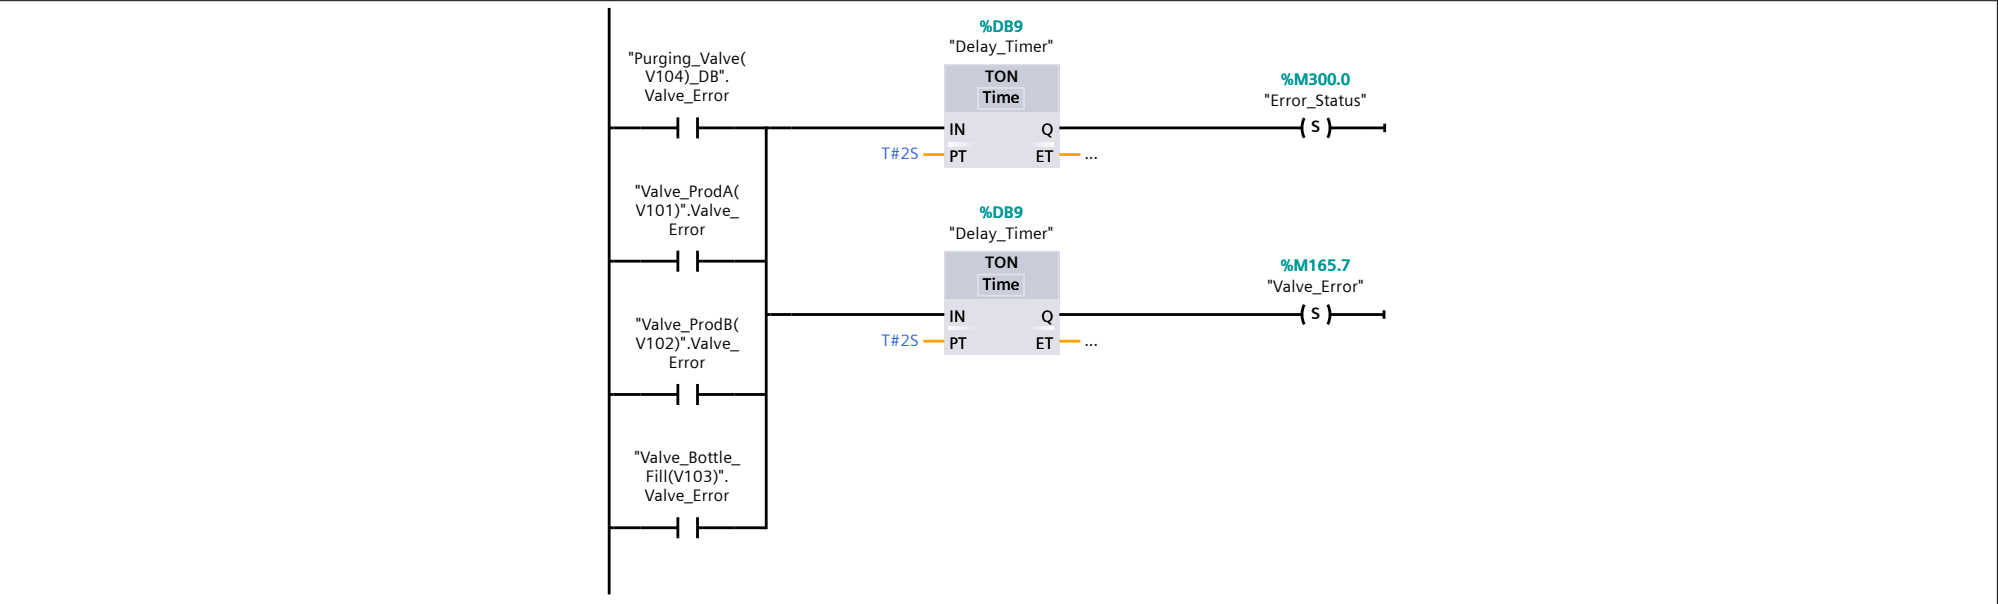 "Purging_Valve(
V104)_DB".
Valve_Error
%DB9
"Delay_Timer"
TON
Time
IN
Q
T#2S
PT
ET
...
%M300.0
"Error_Status"
( S )
"Valve_ProdA(
V101)".Valve_
Error
%DB9
"Delay_Timer"
TON
Time
IN
Q
T#2S
PT
ET
...
%M165.7
"Valve_Error"
( S )
"Valve_ProdB(
V102)".Valve_
Error
"Valve_Bottle_
Fill(V103)".
Valve_Error